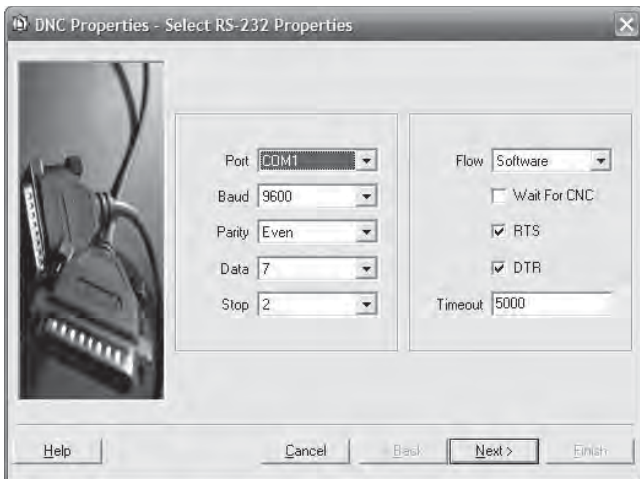 DNC Properties - Select RS-232 Properties
Port COM1
Baud 9600
Parity Even
Data 7
Stop 2
Flow Software
Wait For CNC
RTS
DTR
Timeout 5000
Help
Cancel
< Back
Next >
Finish